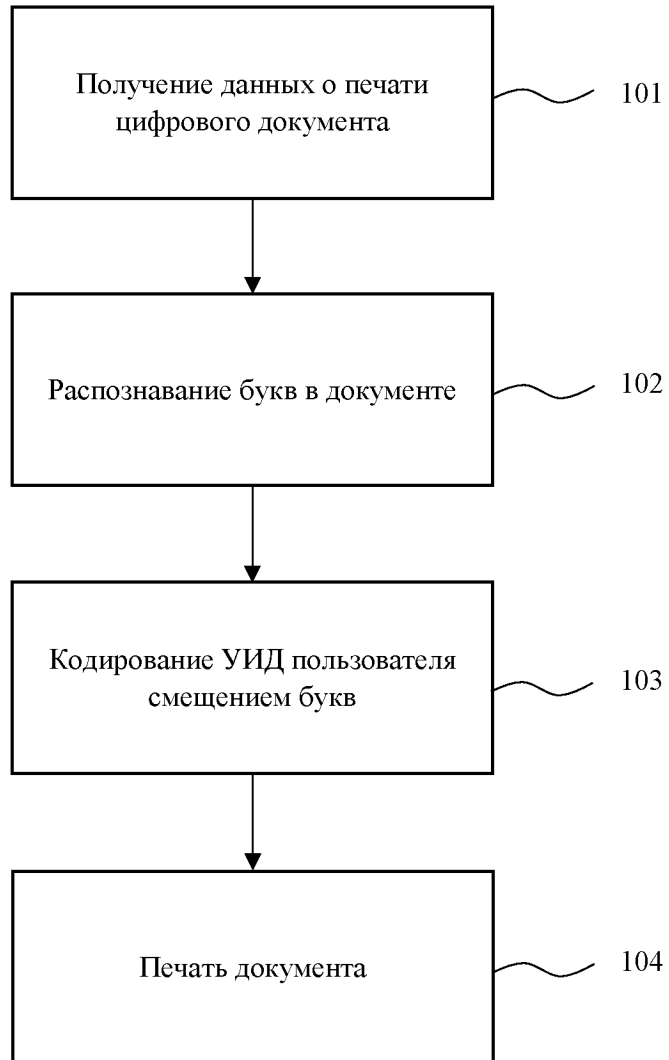 Получение данных о печати
цифрового документа
101
Распознавание букв в документе
102
Кодирование УИД пользователя
смещением букв
103
Печать документа
104